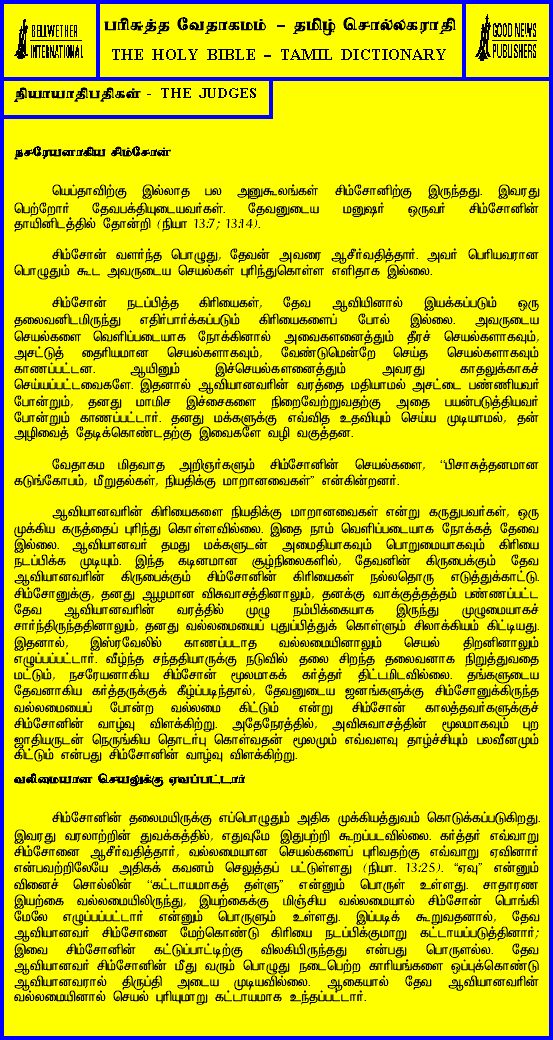 BELLWETHER
INTERNATIONAL
பரிசுத்த வேதாகமம் – தமிழ் சொல்லகராதி
THE HOLY BIBLE – TAMIL DICTIONARY
GOOD NEWS
PUBLISHERS
நியாயாதிபதிகள் - THE JUDGES
நசரேயனாகிய சிம்சோன்
யெப்தாவிற்கு இல்லாத பல அனுகூலங்கள் சிம்சோனிற்கு இருந்தது. இவரது
பெற்றோர் தேவபக்தியுடையவர்கள். தேவனுடைய மனுஷர் ஒருவர் சிம்சோனின்
தாயினிடத்தில் தோன்றி (நியா 13:7; 13:14).
சிம்சோன் வளர்ந்த பொழுது, தேவன் அவரை ஆசீர்வதித்தார். அவர் பெரியவரான
பொழுதும் கூட அவருடைய செயல்கள் புரிந்துகொள்ள எளிதாக இல்லை.
சிம்சோன் நடப்பித்த கிரியைகள், தேவ ஆவியினால் இயக்கப்படும் ஒரு
தலைவனிடமிருந்து எதிர்பார்க்கப்படும் கிரியைகளைப் போல் இல்லை. அவருடைய
செயல்களை வெளிப்படையாக நோக்கினால் அவைகளனைத்தும் தீரச் செயல்களாகவும்,
அசட்டுத் தைரியமான செயல்களாகவும், வேண்டுமென்றே செய்த செயல்களாகவும்
காணப்பட்டன. ஆயினும் இச்செயல்களனைத்தும் அவரது காதலுக்காகச்
செய்யப்பட்டவைகளே. இதனால் ஆவியானவரின் வரத்தை மதியாமல் அசட்டை பண்ணியவர்
போன்றும், தனது மாமிச இச்சைகளை நிறைவேற்றுவதற்கு அதை பயன்படுத்தியவர்
போன்றும் காணப்பட்டார். தனது மக்களுக்கு எவ்வித உதவியும் செய்ய முடியாமல், தன்
அழிவைத் தேடிக்கொண்டதற்கு இவைகளே வழி வகுத்தன.
வேதாகம மிதவாத அறிஞர்களும் சிம்சோனின் செயல்களை, “பிசாசுத்தனமான
கடுங்கோபம், மீறுதல்கள், நியதிக்கு மாறானவைகள்” என்கின்றனர்.
ஆவியானவரின் கிரியைகளை நியதிக்கு மாறானவைகள் என்று கருதுபவர்கள், ஒரு
முக்கிய கருத்தைப் புரிந்து கொள்ளவில்லை. இதை நாம் வெளிப்படையாக நோக்கத் தேவை
இல்லை. ஆவியானவர் தமது மக்களுடன் அமைதியாகவும் பொறுமையாகவும் கிரியை
நடப்பிக்க முடியும். இந்த கடினமான சூழ்நிலைகளில், தேவனின் கிருபைக்கும் தேவ
ஆவியானவரின் கிருபைக்கும் சிம்சோனின் கிரியைகள் நல்லதொரு எடுத்துக்காட்டு.
சிம்சோனுக்கு, தனது ஆழமான விசுவாசத்தினாலும், தனக்கு வாக்குத்தத்தம் பண்ணப்பட்ட
தேவ ஆவியானவரின் வரத்தில் முழு நம்பிக்கையாக இருந்து முழுமையாகச்
சார்ந்திருந்ததினாலும், தனது வல்லமையைப் புதுப்பித்துக் கொள்ளும் சிலாக்கியம் கிட்டியது.
இதனால், இஸ்ரவேலில் காணப்படாத வல்லமையினாலும் செயல் திறனினாலும்
எழுப்பப்பட்டார். வீழ்ந்த சந்ததியாருக்கு நடுவில் தலை சிறந்த தலைவனாக நிறுத்துவதை
மட்டும், நசரேயனாகிய சிம்சோன் மூலமாகக் கர்த்தர் திட்டமிடவில்லை. தங்களுடைய
தேவனாகிய கர்த்தருக்குக் கீழ்ப்படிந்தால், தேவனுடைய ஜனங்களுக்கு சிம்சோனுக்கிருந்த
வல்லமையைப் போன்ற வல்லமை கிட்டும் என்று சிம்சோன் காலத்தவர்களுக்குச்
சிம்சோனின் வாழ்வு விளக்கிற்று. அதேநேரத்தில், அவிசுவாசத்தின் மூலமாகவும் புற
ஜாதியருடன் நெருங்கிய தொடர்பு கொள்வதன் மூலமும் எவ்வளவு தாழ்ச்சியும் பலவீனமும்
கிட்டும் என்பது சிம்சோனின் வாழ்வு விளக்கிற்று.
வலிமையான செயலுக்கு ஏவப்பட்டார்
சிம்சோனின் தலைமயிருக்கு எப்பொழுதும் அதிக முக்கியத்துவம் கொடுக்கப்படுகிறது.
இவரது வரலாற்றின் துவக்கத்தில், எதுவுமே இதுபற்றி கூறப்படவில்லை. கர்த்தர் எவ்வாறு
சிம்சோனை ஆசீர்வதித்தார், வல்லமையான செயல்களைப் புரிவதற்கு எவ்வாறு ஏவினார்
என்பவற்றிலேயே அதிகக் கவனம் செலுத்தப் பட்டுள்ளது (நியா. 13:25). “ஏவு” என்னும்
வினைச் சொல்லின் “கட்டாயமாகத் தள்ளு” என்னும் பொருள் உள்ளது. சாதாரண
இயற்கை வல்லமையிலிருந்து, இயற்கைக்கு மிஞ்சிய வல்லமையால் சிம்சோன் பொங்கி
மேலே எழுப்பப்பட்டார் என்னும் பொருளும் உள்ளது. இப்படிக் கூறுவதனால், தேவ
ஆவியானவர் சிம்சோனை மேற்கொண்டு கிரியை நடப்பிக்குமாறு கட்டாயப்படுத்தினார்;
இவை சிம்சோனின் கட்டுப்பாட்டிற்கு விலகியிருந்தது என்பது பொருளல்ல. தேவ
ஆவியானவர் சிம்சோனின் மீது வரும் பொழுது நடைபெற்ற காரியங்களை ஒப்புக்கொண்டு
ஆவியானவரால் திருப்தி அடைய முடியவில்லை. ஆகையால் தேவ ஆவியானவரின்
வல்லமையினால் செயல் புரியுமாறு கட்டாயமாக உந்தப்பட்டார்.